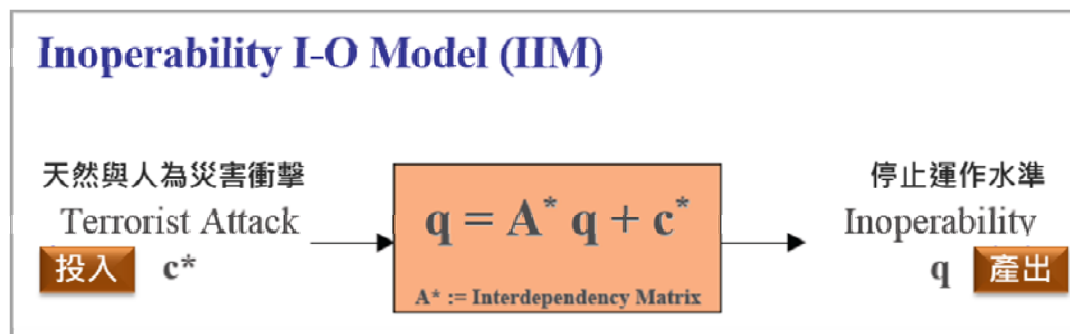 Inoperability I-O Model (IIM)
天然與人為災害衝擊
Terrorist Attack
投入 c*
q = A* q + c*
A* := Interdependency Matrix
停止運作水準
Inoperability
q 產出